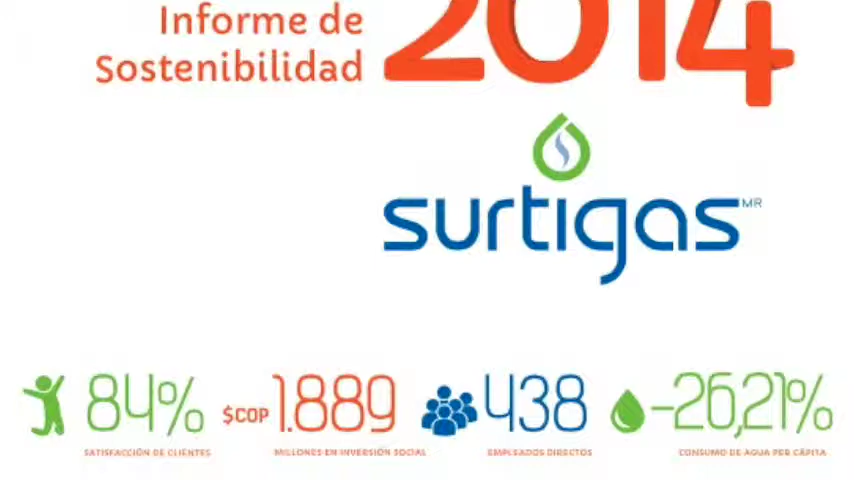 Informe de
Sostenibilidad
2014
surtigas MR
84% $COP 1.889 438 -26,21%
SATISFACCIÓN DE CLIENTES MILLONES EN INVERSIÓN SOCIAL EMPLEADOS DIRECTOS CONSUMO DE AGUA PER CÁPITA